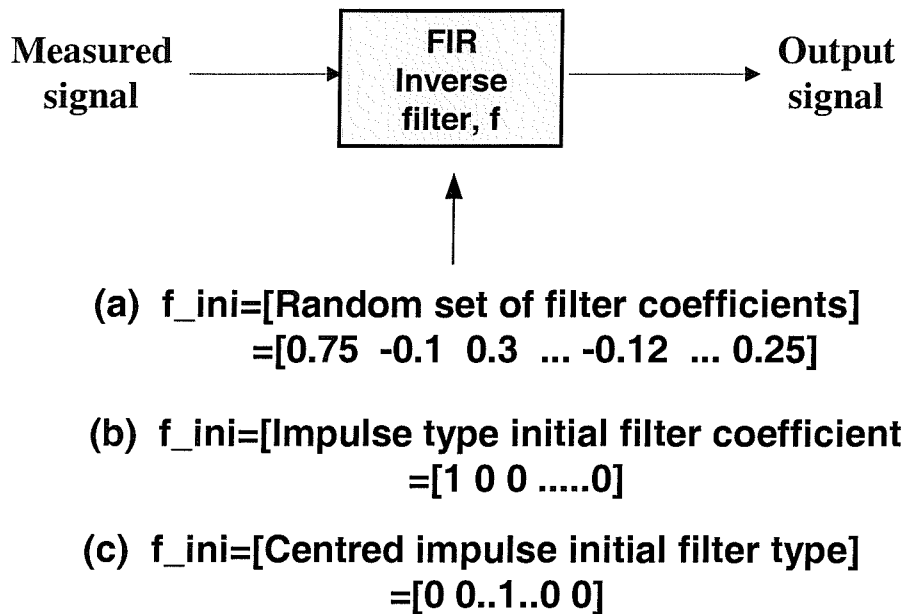 Measured
signal
FIR
Inverse
filter, f
Output
signal
(a) f_ini=[Random set of filter coefficients]
=[0.75 -0.1 0.3 ... -0.12 ... 0.25]
(b) f_ini=[Impulse type initial filter coefficient
=[1 0 0 .....0]
(c) f_ini=[Centred impulse initial filter type]
=[0 0..1..0 0]